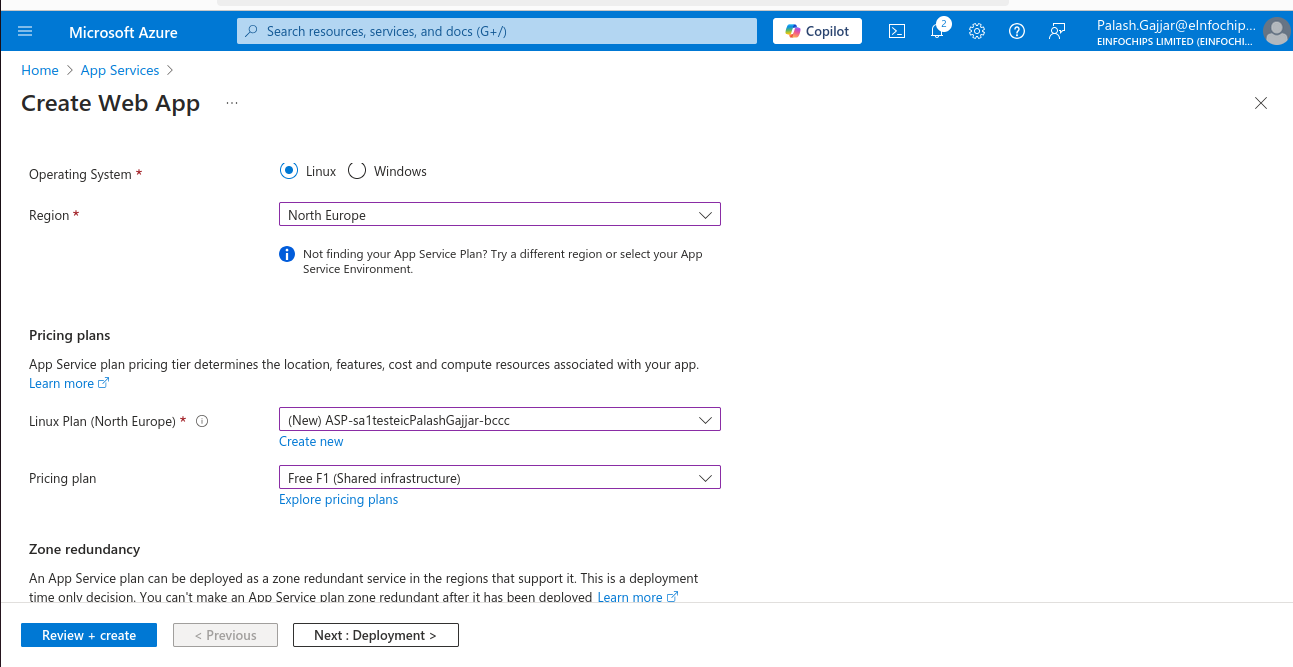 Microsoft Azure
Search resources, services, and docs (G+/)
Copilot
2
Palash.Gajjar@eInfochip...
EINFOCHIPS LIMITED (EINFOCHI...
Home > App Services >
Create Web App ...
Operating System *
Linux
Windows
Region *
North Europe
Not finding your App Service Plan? Try a different region or select your App
Service Environment.
Pricing plans
App Service plan pricing tier determines the location, features, cost and compute resources associated with your app.
Learn more
Linux Plan (North Europe) *
(New) ASP-sa1testeicPalashGajjar-bccc
Create new
Pricing plan
Free F1 (Shared infrastructure)
Explore pricing plans
Zone redundancy
An App Service plan can be deployed as a zone redundant service in the regions that support it. This is a deployment
time only decision. You can't make an App Service plan zone redundant after it has been deployed Learn more
Review + create
< Previous
Next : Deployment >